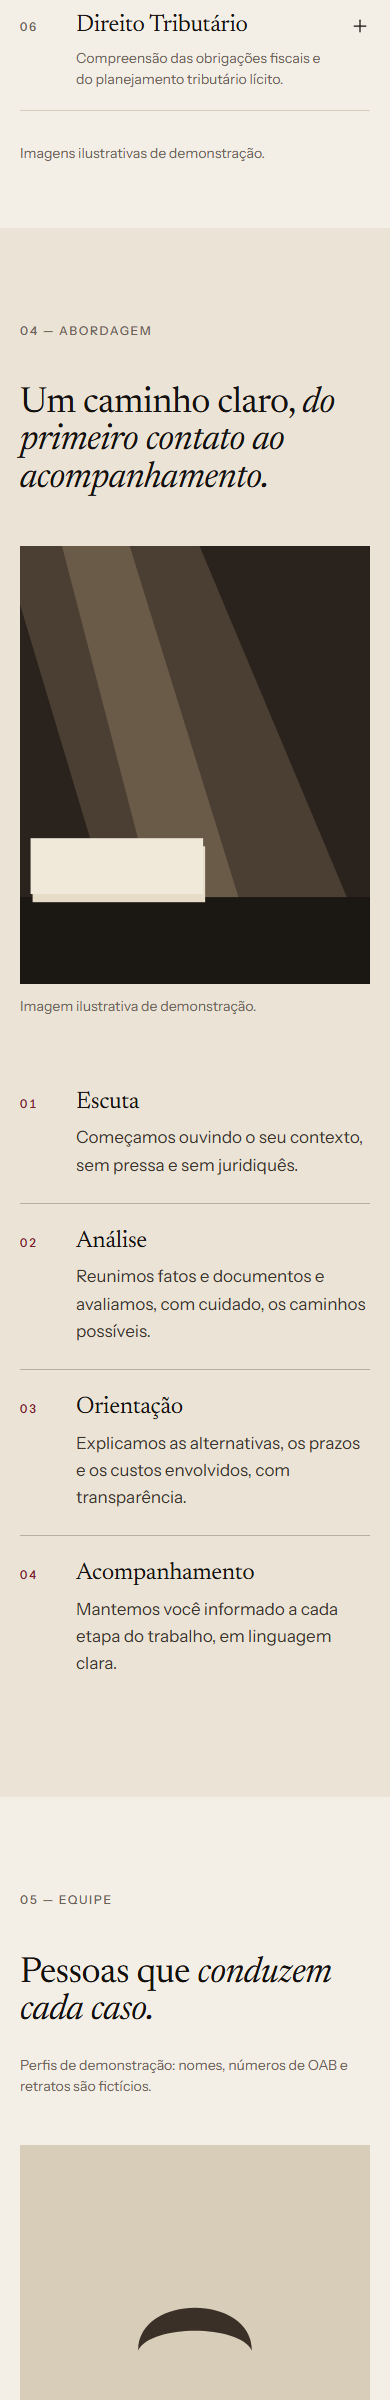 06
Direito Tributário
+
Compreensão das obrigações fiscais e
do planejamento tributário lícito.
Imagens ilustrativas de demonstração.
04 — ABORDAGEM
Um caminho claro, do
primeiro contato ao
acompanhamento.
Imagem ilustrativa de demonstração.
01
Escuta
Começamos ouvindo o seu contexto,
sem pressa e sem juridiquês.
02
Análise
Reunimos fatos e documentos e
avaliamos, com cuidado, os caminhos
possíveis.
03
Orientação
Explicamos as alternativas, os prazos
e os custos envolvidos, com
transparência.
04
Acompanhamento
Mantemos você informado a cada
etapa do trabalho, em linguagem
clara.
05 — EQUIPE
Pessoas que conduzem
cada caso.
Perfis de demonstração: nomes, números de OAB e
retratos são fictícios.